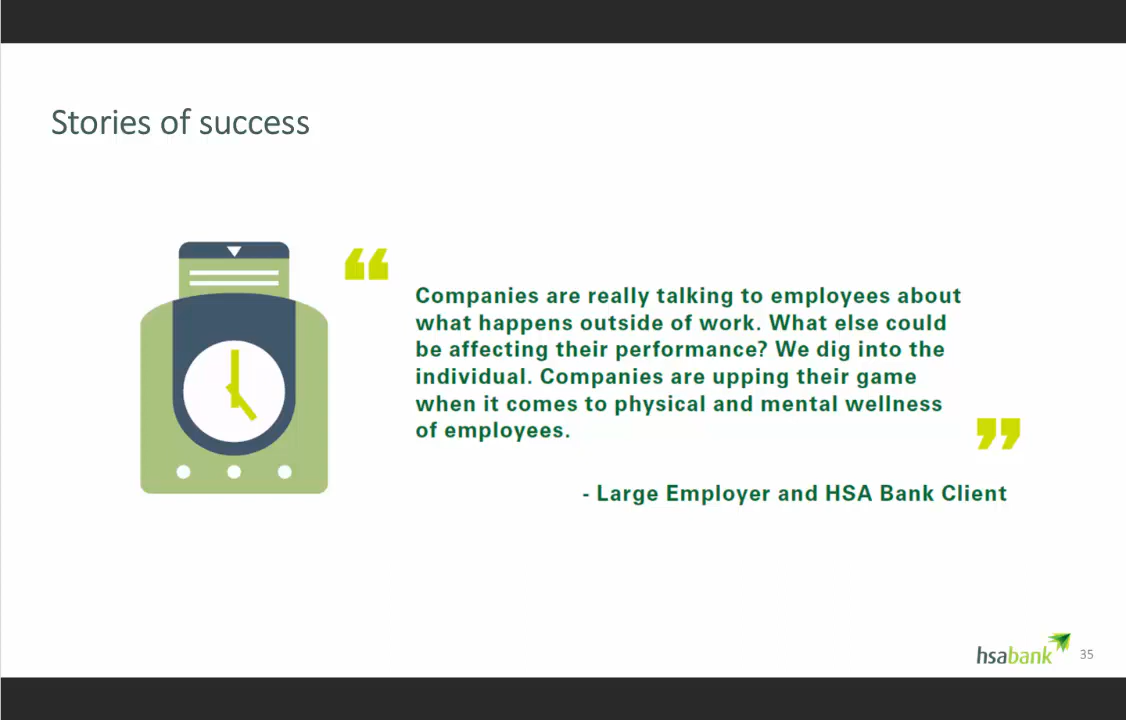 Stories of success
“
Companies are really talking to employees about
what happens outside of work. What else could
be affecting their performance? We dig into the
individual. Companies are upping their game
when it comes to physical and mental wellness
of employees.
”
- Large Employer and HSA Bank Client
hsabank
35